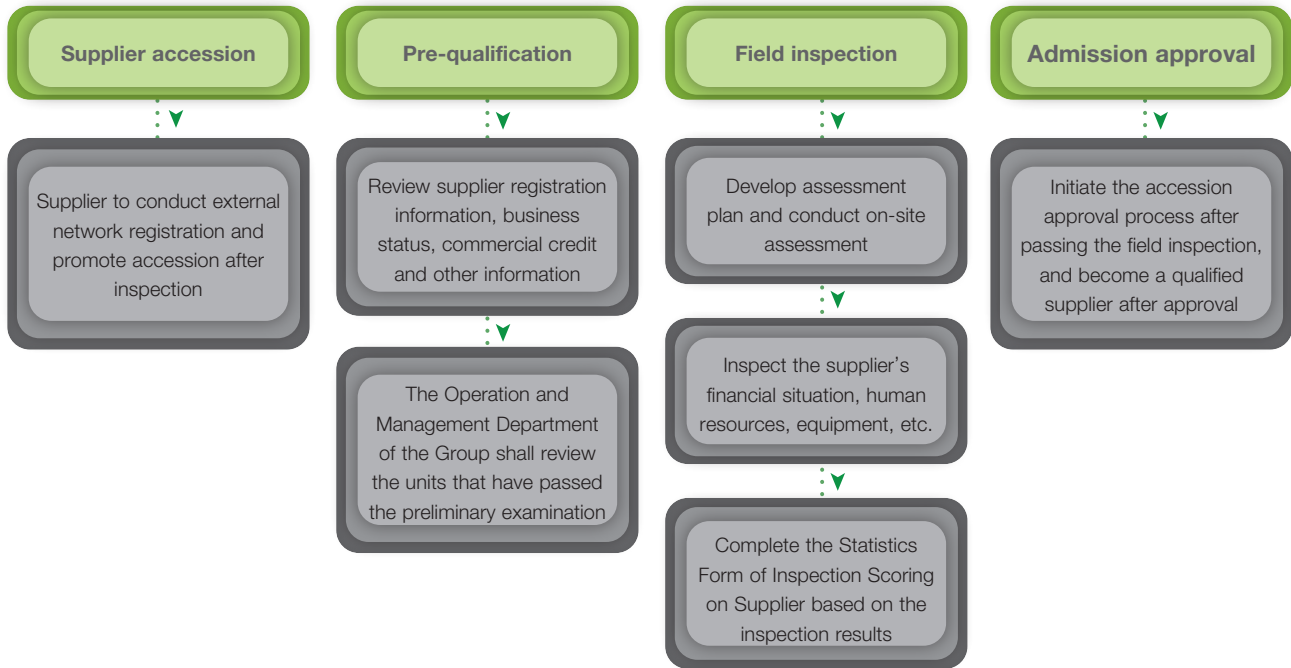 Supplier accession
Supplier to conduct external
network registration and
promote accession after
inspection
Pre-qualification
Review supplier registration
information, business
status, commercial credit
and other information
The Operation and
Management Department
of the Group shall review
the units that have passed
the preliminary examination
Field inspection
Develop assessment
plan and conduct on-site
assessment
Inspect the supplier’s
financial situation, human
resources, equipment, etc.
Complete the Statistics
Form of Inspection Scoring
on Supplier based on the
inspection results
Admission approval
Initiate the accession
approval process after
passing the field inspection,
and become a qualified
supplier after approval